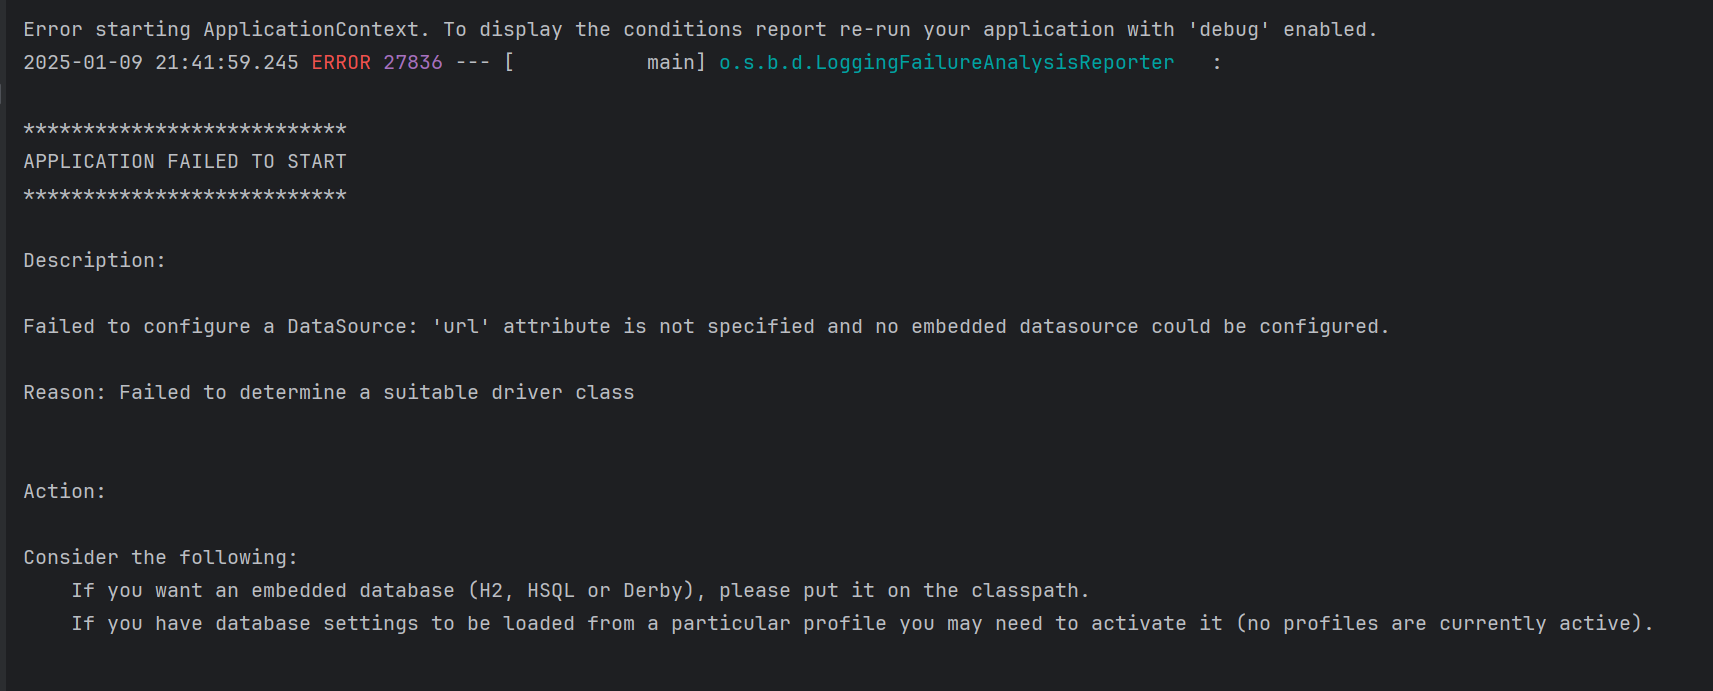 Error starting ApplicationContext. To display the conditions report re-run your application with 'debug' enabled.
2025-01-09 21:41:59.245 ERROR 27836 --- [           main] o.s.b.d.LoggingFailureAnalysisReporter   :
***************************
APPLICATION FAILED TO START
***************************
Description:
Failed to configure a DataSource: 'url' attribute is not specified and no embedded datasource could be configured.
Reason: Failed to determine a suitable driver class
Action:
Consider the following:
    If you want an embedded database (H2, HSQL or Derby), please put it on the classpath.
    If you have database settings to be loaded from a particular profile you may need to activate it (no profiles are currently active).